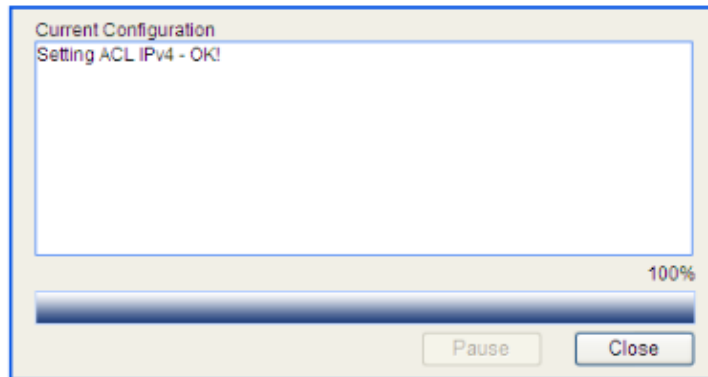 Current Configuration
Setting ACL IPv4 - OK!
100%
Pause
Close